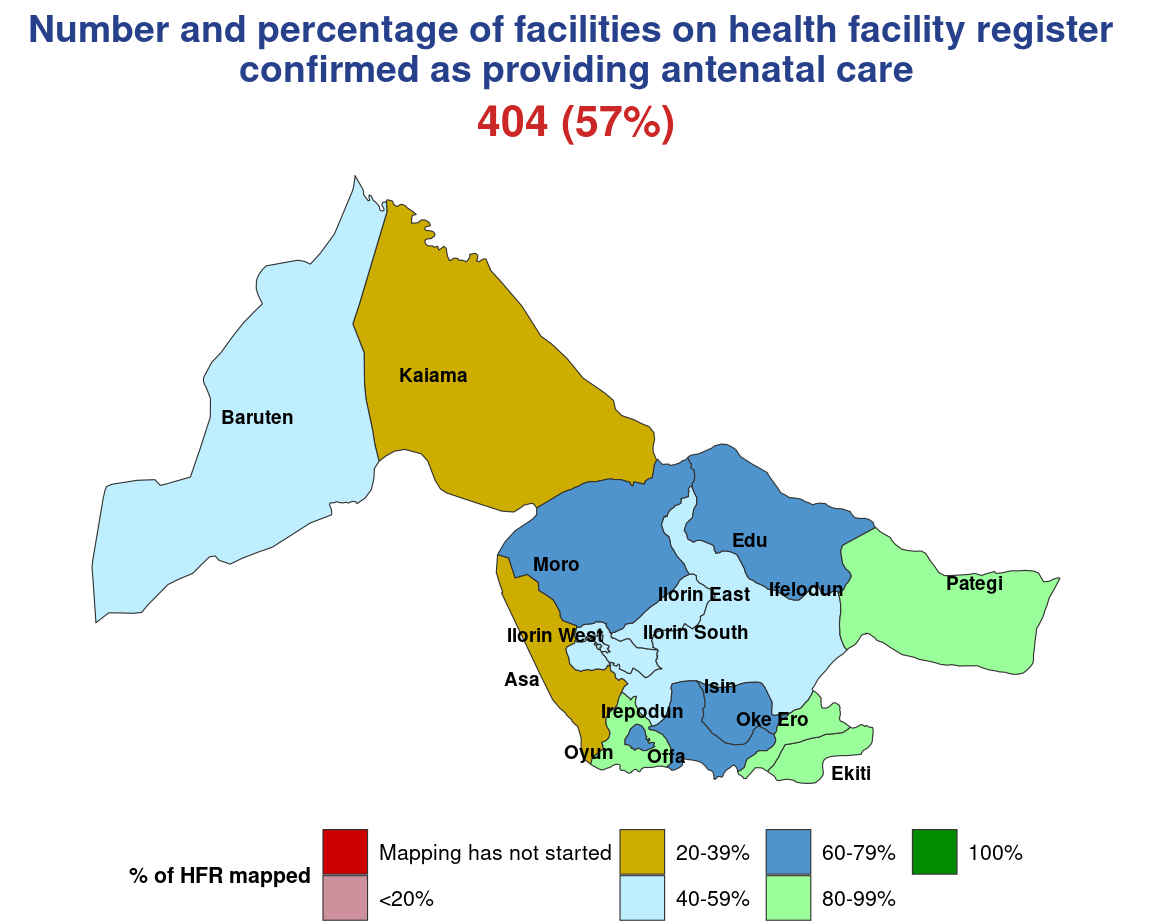 Number and percentage of facilities on health facility register
confirmed as providing antenatal care
404 (57%)
Kaiama
Baruten
Edu
Moro
Pategi
Ifelodun
Ilorin East
Ilorin South
Ilorin West
Asa
Isin
Irepodun
Oke Ero
Oyun
Offa
Ekiti
% of HFR mapped
Mapping has not started
<20%
20-39%
40-59%
60-79%
80-99%
100%